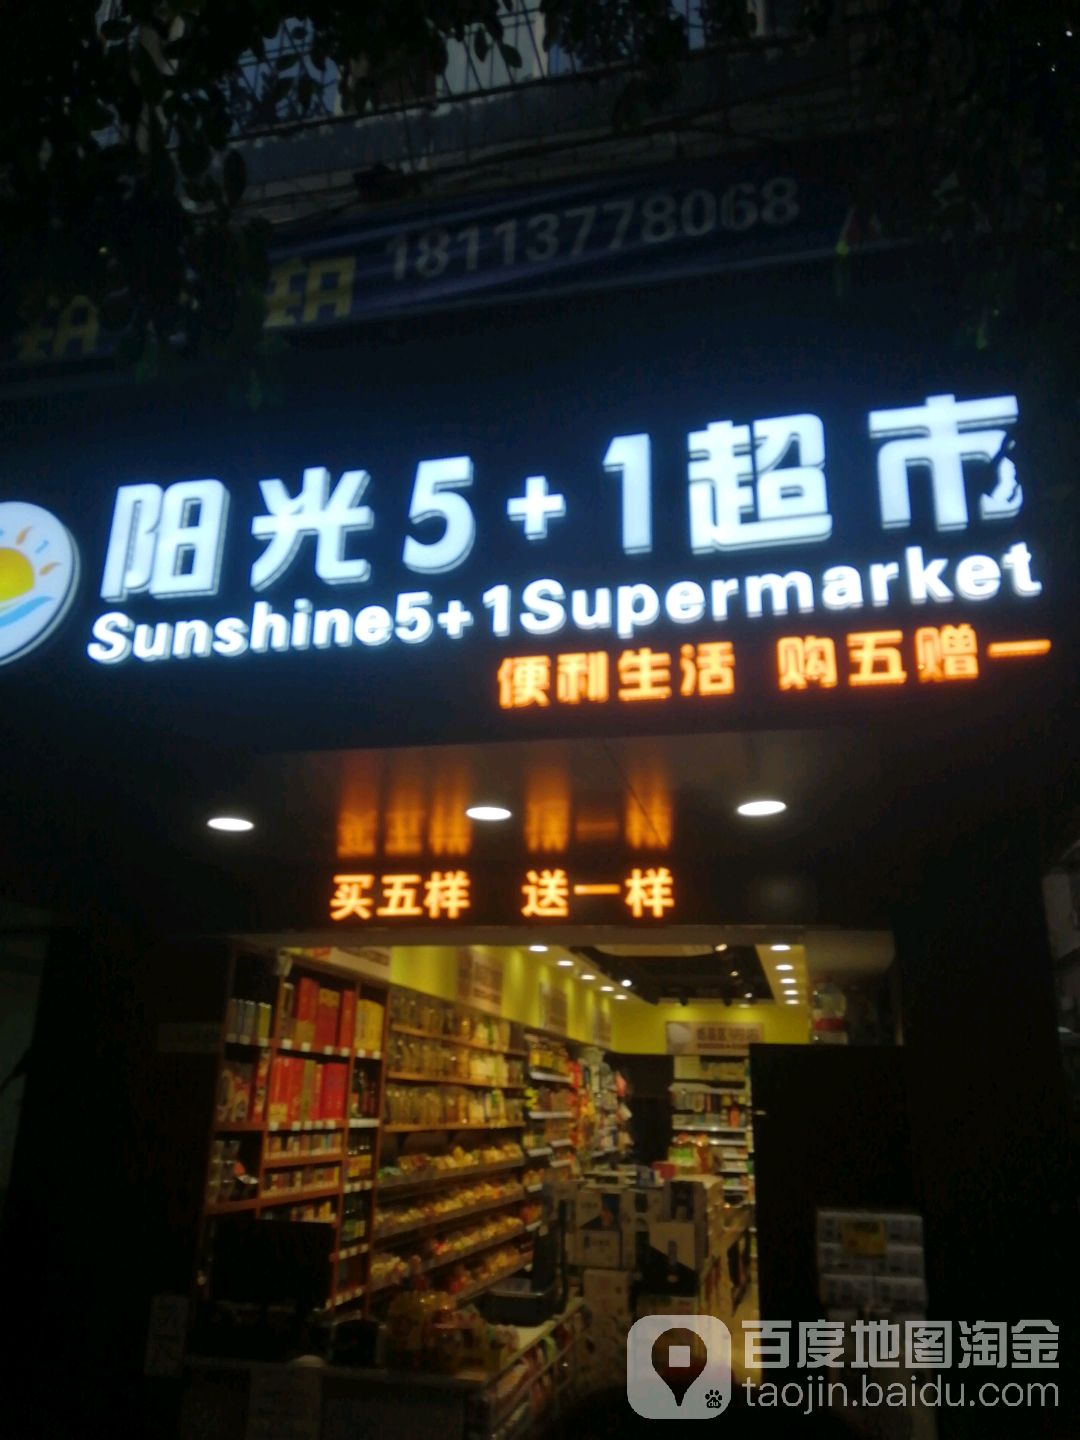 18113778068
阳光5+1超市
Sunshine5+1Supermarket
便利生活 购五赠一
买五样 送一样
百度地图淘金
taojin.baidu.com